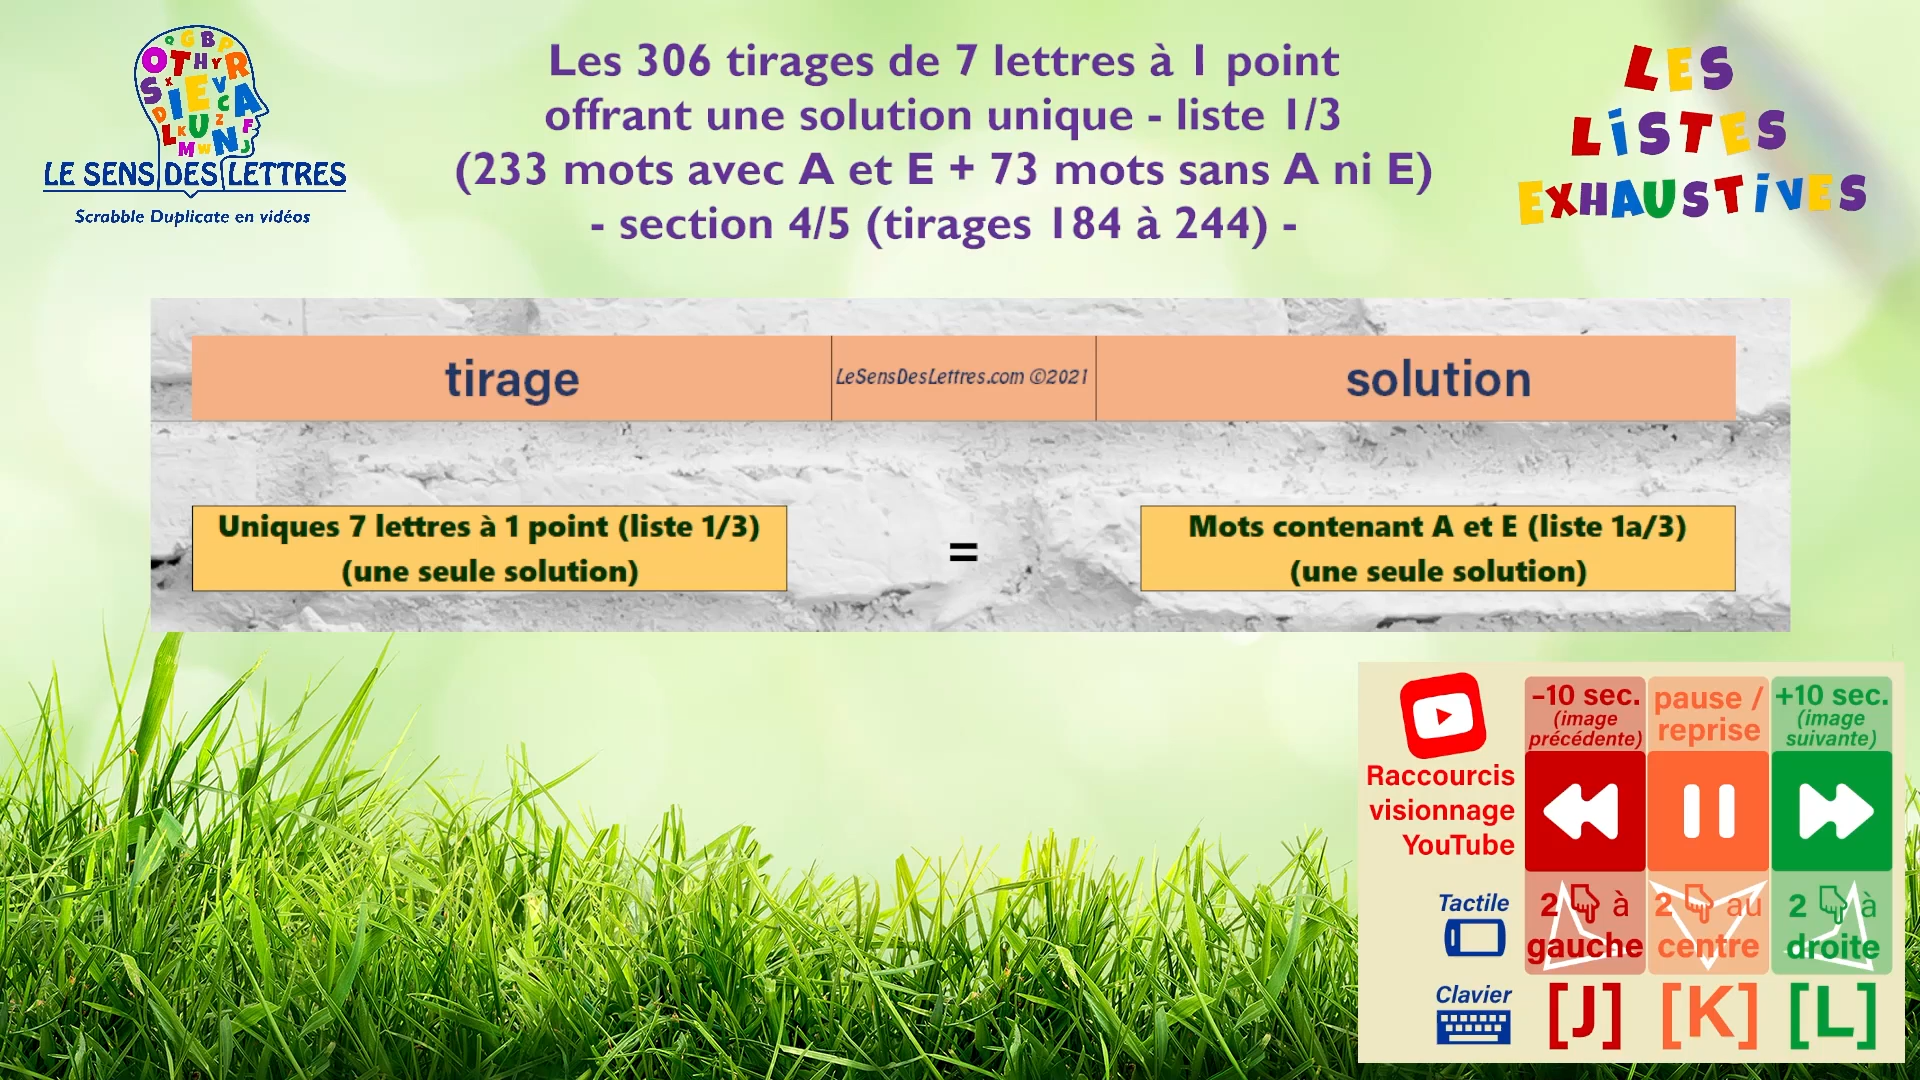 LE SENS DES LETTRES
Scrabble Duplicate en vidéos
Les 306 tirages de 7 lettres à 1 point
offrant une solution unique - liste 1/3
(233 mots avec A et E + 73 mots sans A ni E)
- section 4/5 (tirages 184 à 244) -
LES
LiSTES
EXHAUSTiVES
tirage
LeSensDesLettres.com ©2021
solution
Uniques 7 lettres à 1 point (liste 1/3)
(une seule solution)
=
Mots contenant A et E (liste 1a/3)
(une seule solution)
Raccourcis
visionnage
YouTube
-10 sec.
(image
précédente)
pause /
reprise
+10 sec.
(image
suivante)
Tactile
2 à
gauche
2 au
centre
2 à
droite
Clavier
[J]
[K]
[L]